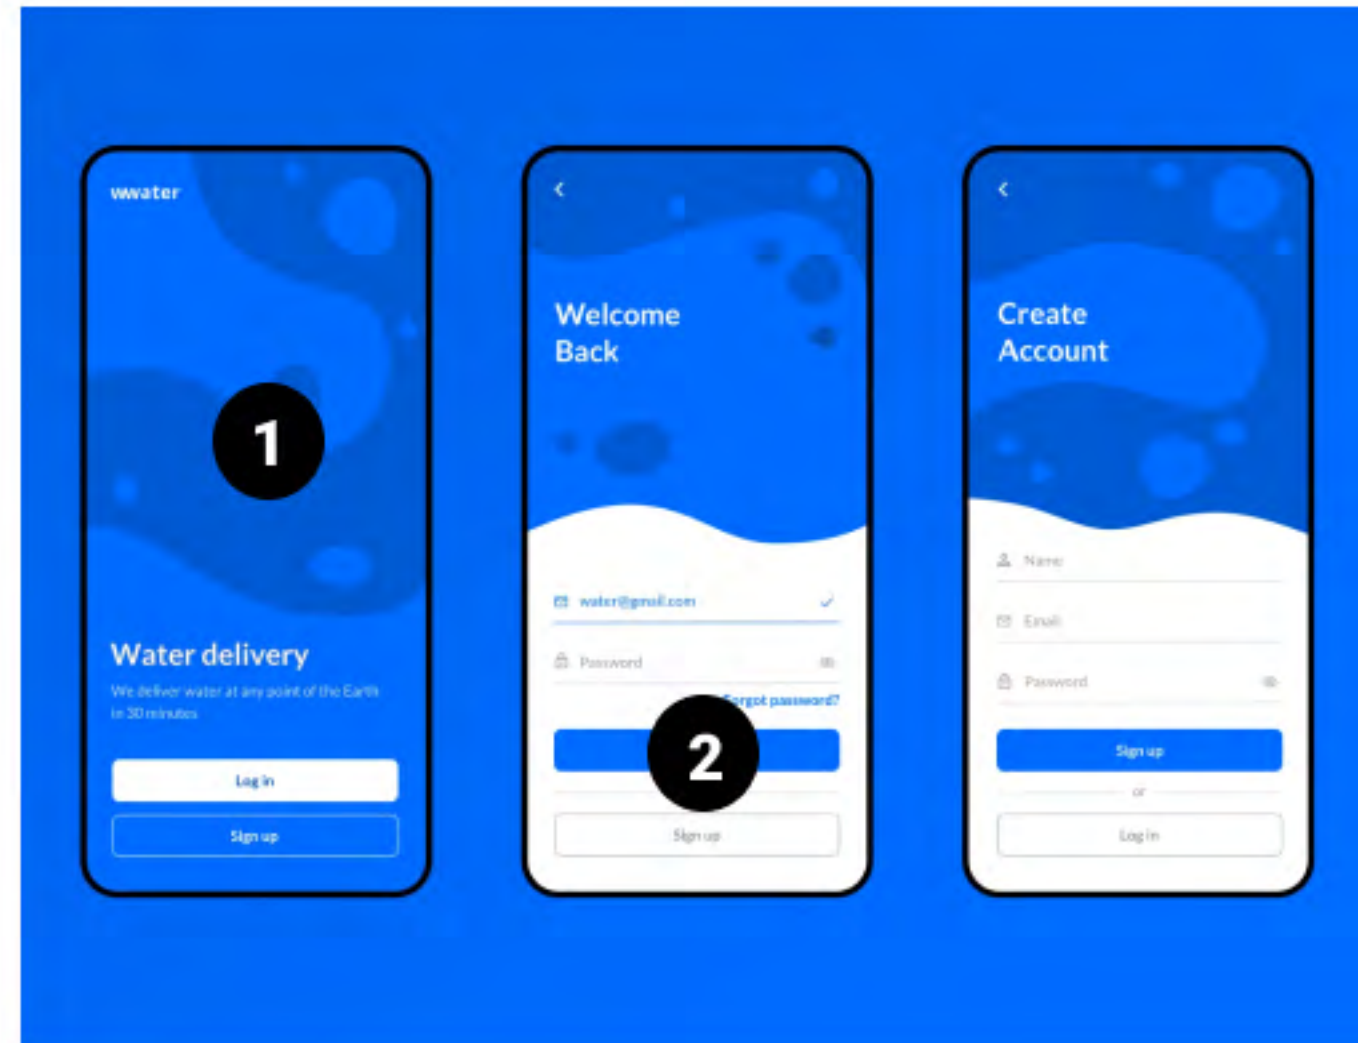 wwater
1
Water delivery
We deliver water at any point of the Earth
in 30 minutes
Log in
Sign up
Welcome
Back
water@gmail.com
Password
Forgot password?
2
Sign up
Create
Account
Name
Email
Password
Sign up
or
Log in